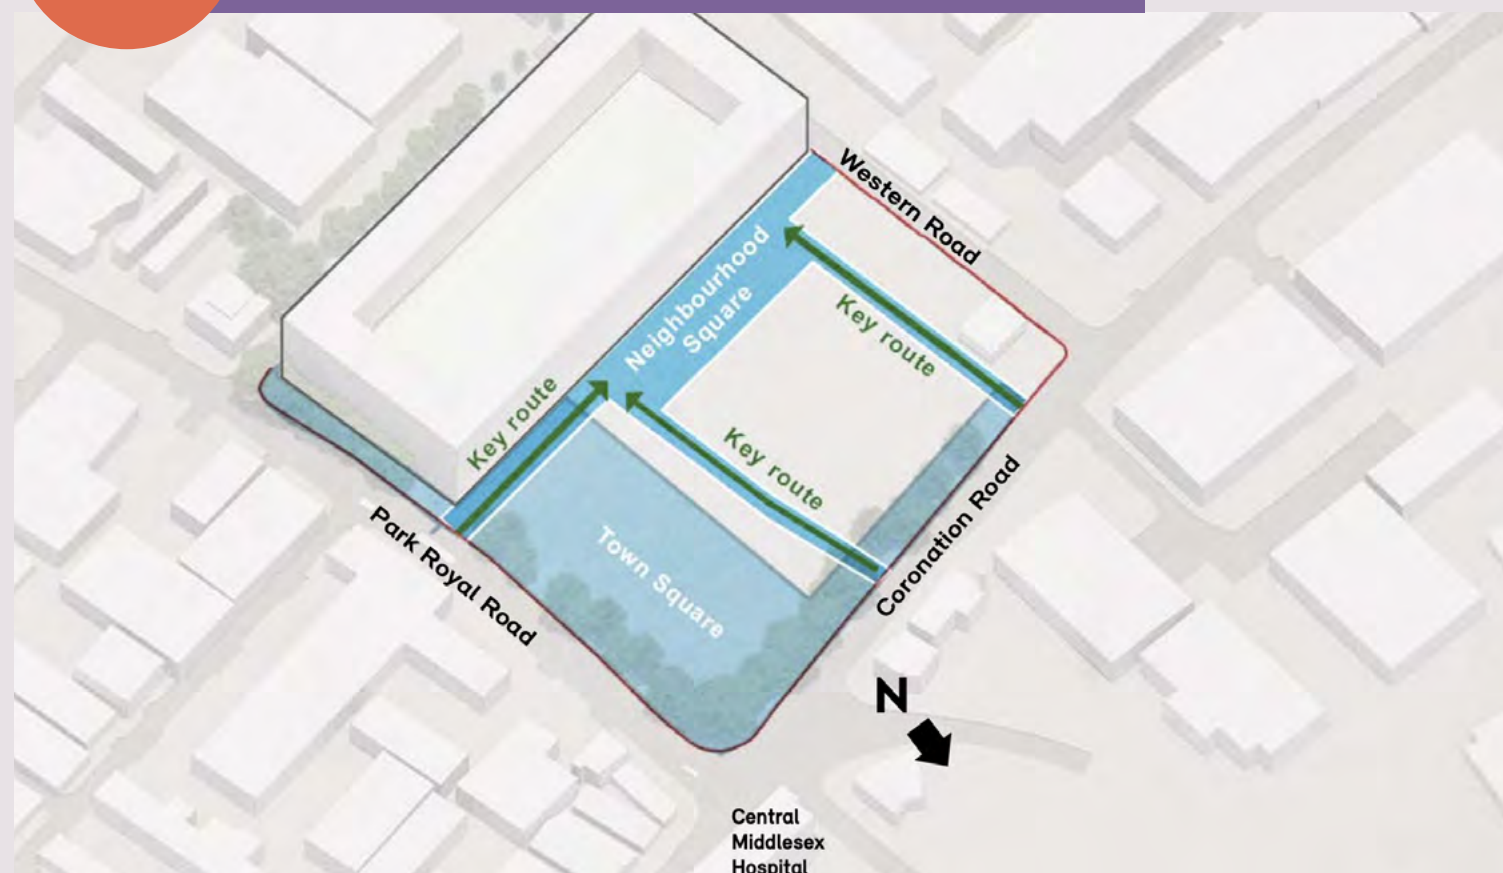 Western Road
Neighbourhood
Square
Key route
Key route
Key route
Coronation Road
Park Royal Road
Town Square
N
Central
Middlesex
Hospital